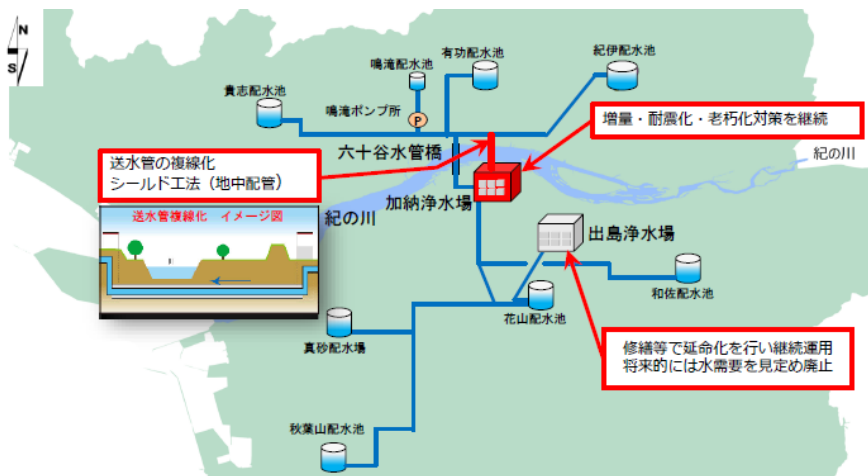 N
S
有功配水池
紀伊配水池
鳴滝配水池
貴志配水池
鳴滝ポンプ所
P
増量・耐震化・老朽化対策を継続
六十谷水管橋
紀の川
送水管の複線化
シールド工法（地中配管）
加納浄水場
送水管複線化 イメージ図
紀の川
出島浄水場
和佐配水池
花山配水池
真砂配水場
修繕等で延命化を行い継続運用
将来的には水需要を見定め廃止
秋葉山配水池